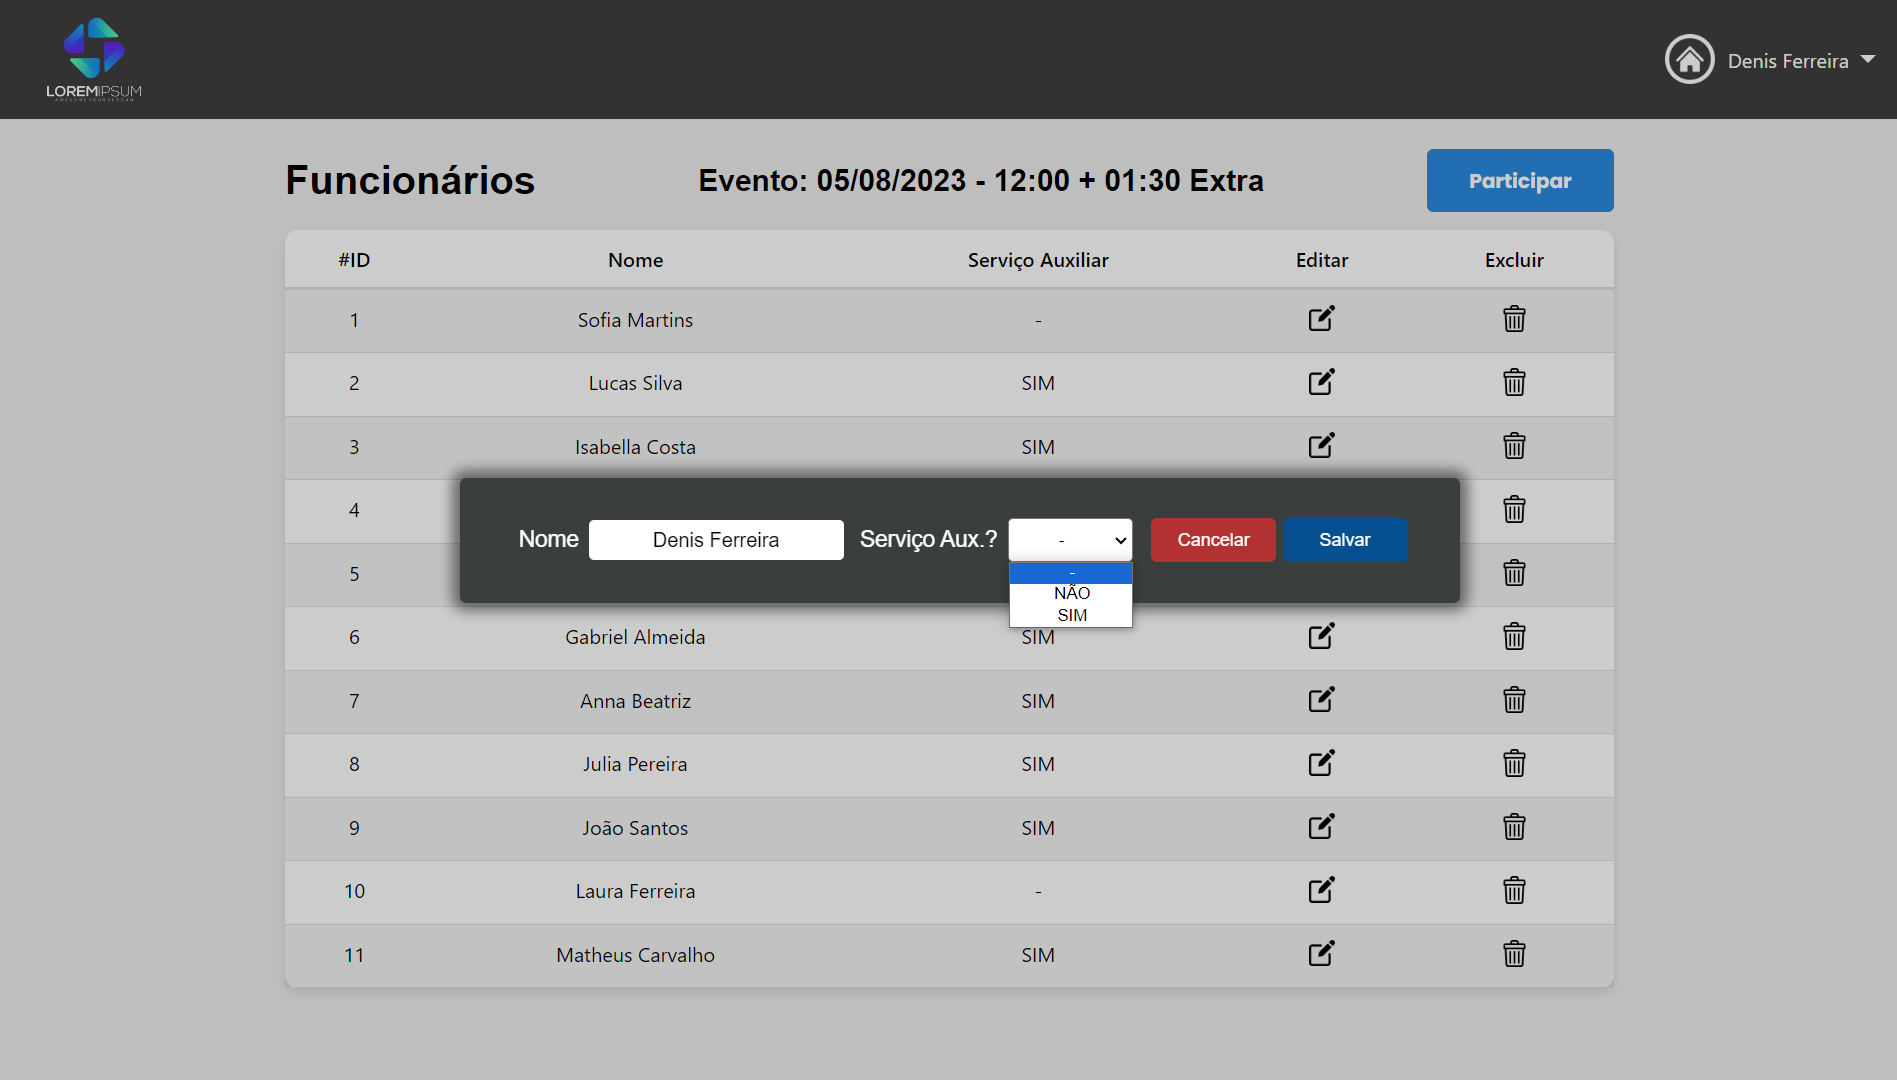 LOREMIPSUM
Denis Ferreira
Funcionários
Evento: 05/08/2023 - 12:00 + 01:30 Extra
Participar
#ID Nome Serviço Auxiliar Editar Excluir
1 Sofia Martins -
2 Lucas Silva SIM
3 Isabella Costa SIM
4
Nome Denis Ferreira Serviço Aux.? - Cancelar Salvar
-
5
NÃO
SIM
6 Gabriel Almeida SIM
7 Anna Beatriz SIM
8 Julia Pereira SIM
9 João Santos SIM
10 Laura Ferreira -
11 Matheus Carvalho SIM